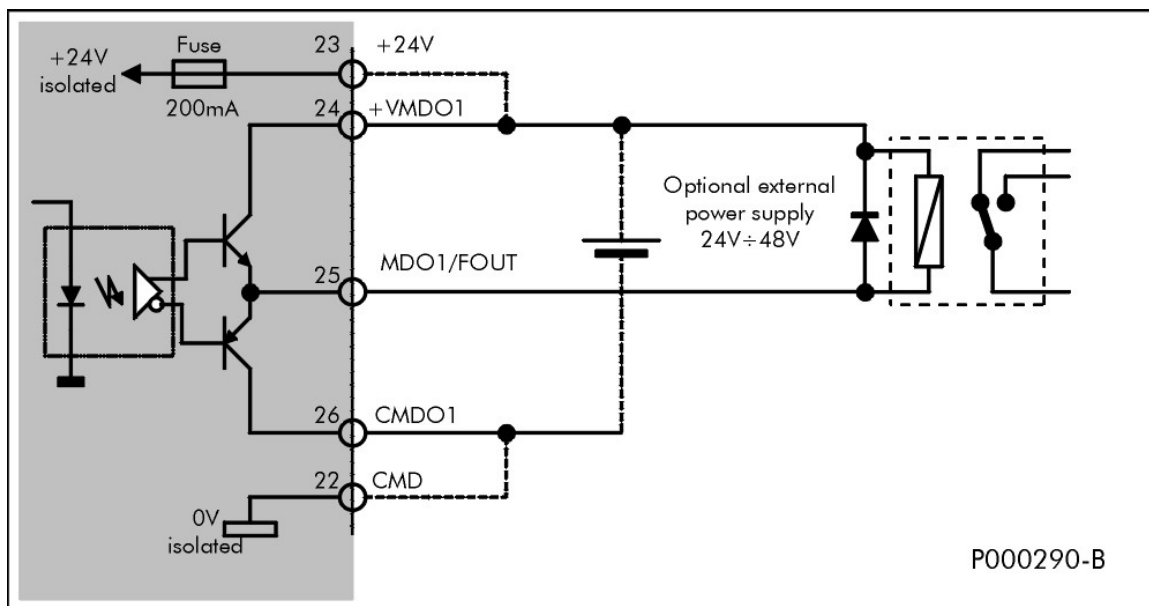 Fuse
23
+24V
+24V
isolated
200mA
24
+VMDO1
Optional external
power supply
24V÷48V
25
MDO1/FOUT
26
CMDO1
22
CMD
0V
isolated
P000290-B